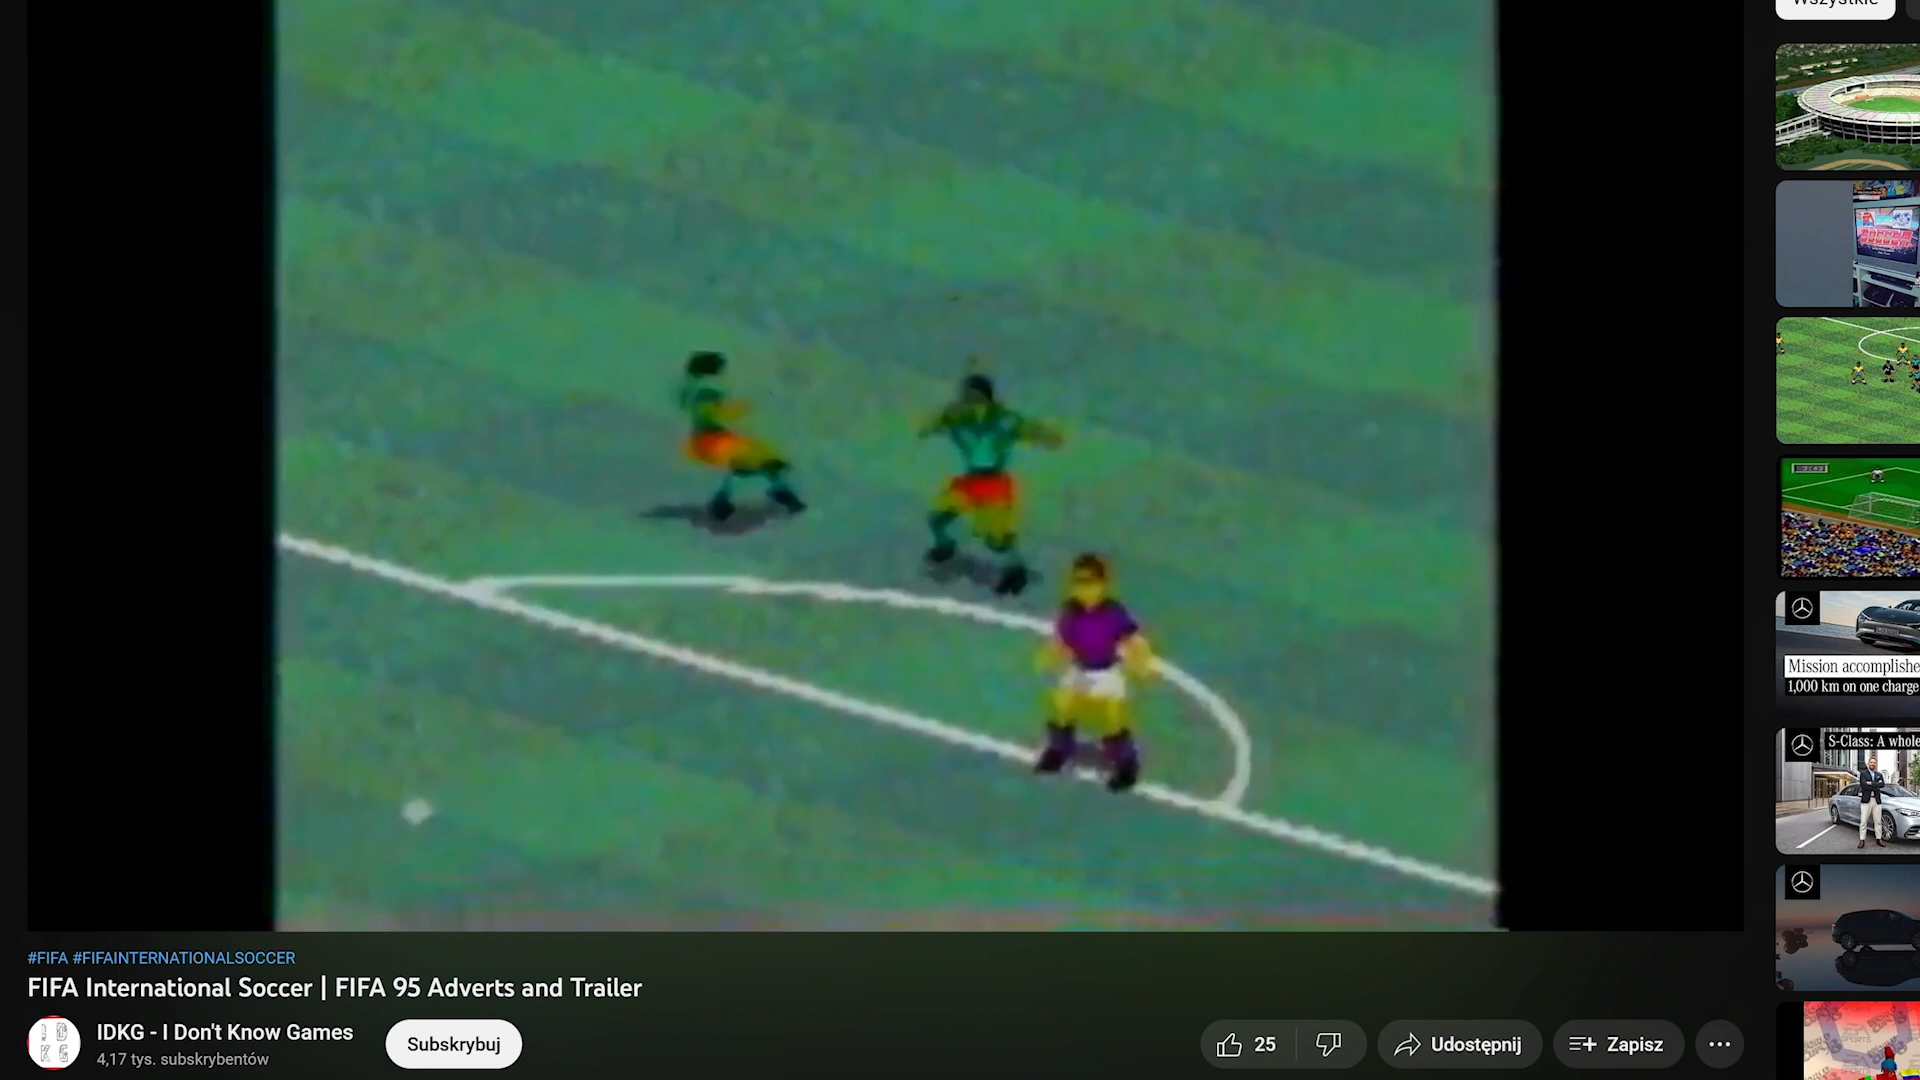 Wszystkie
#FIFA #FIFAINTERNATIONALSOCCER
FIFA International Soccer | FIFA 95 Adverts and Trailer
I D
K G
IDKG - I Don't Know Games
4,17 tys. subskrybentów
Subskrybuj
25
Udostępnij
Zapisz
Mission accomplishe
1,000 km on one charge
S-Class: A whole